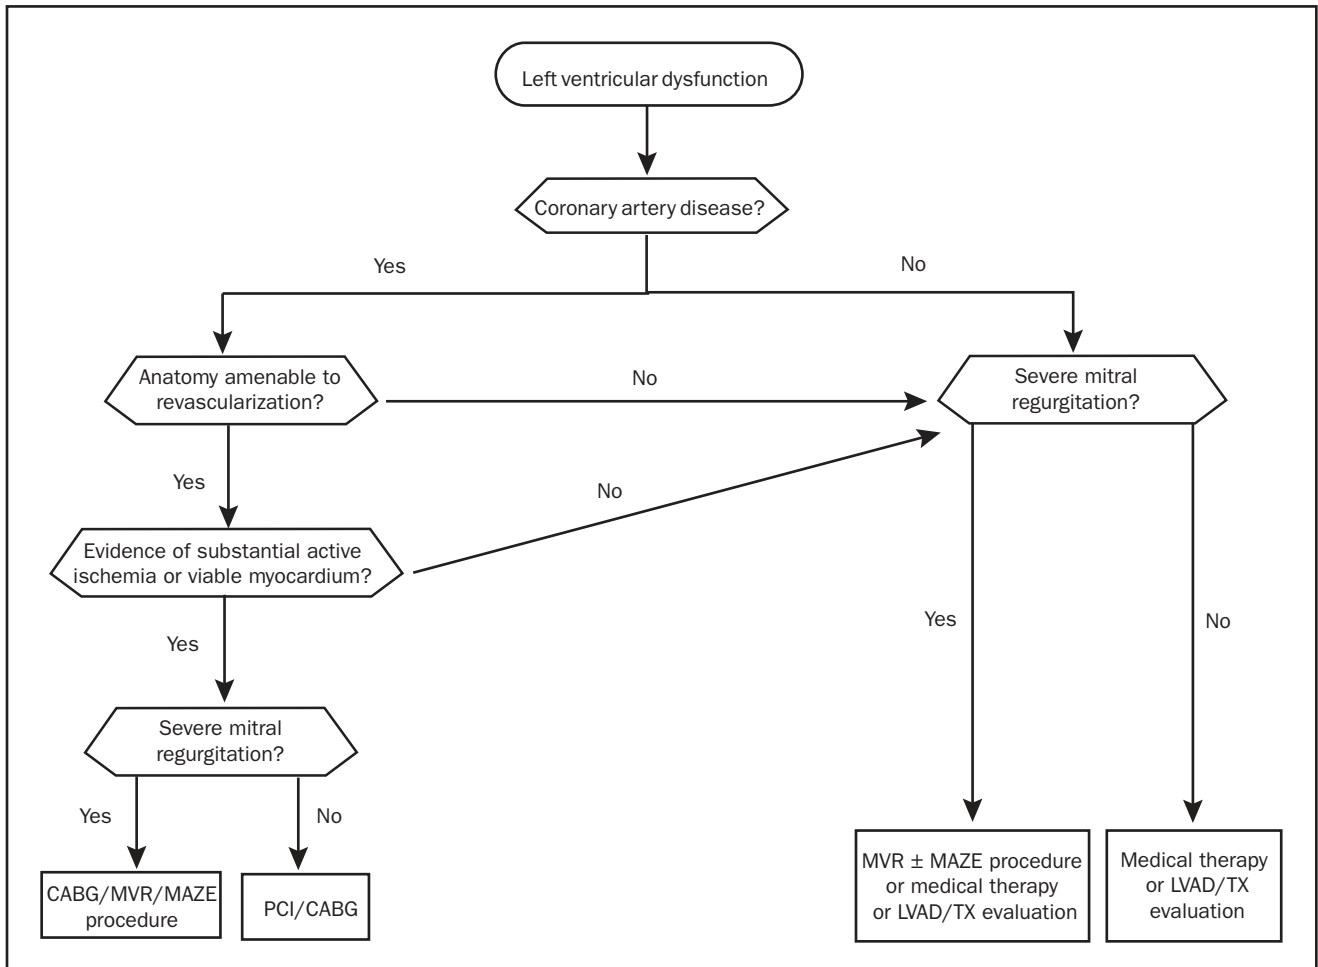 Left ventricular dysfunction
Coronary artery disease?
Yes
No
Anatomy amenable to
revascularization?
No
Severe mitral
regurgitation?
Yes
No
Evidence of substantial active
ischemia or viable myocardium?
Yes
No
Yes
Severe mitral
regurgitation?
Yes
No
CABG/MVR/MAZE
procedure
PCI/CABG
MVR ± MAZE procedure
or medical therapy
or LVAD/TX evaluation
Medical therapy
or LVAD/TX
evaluation